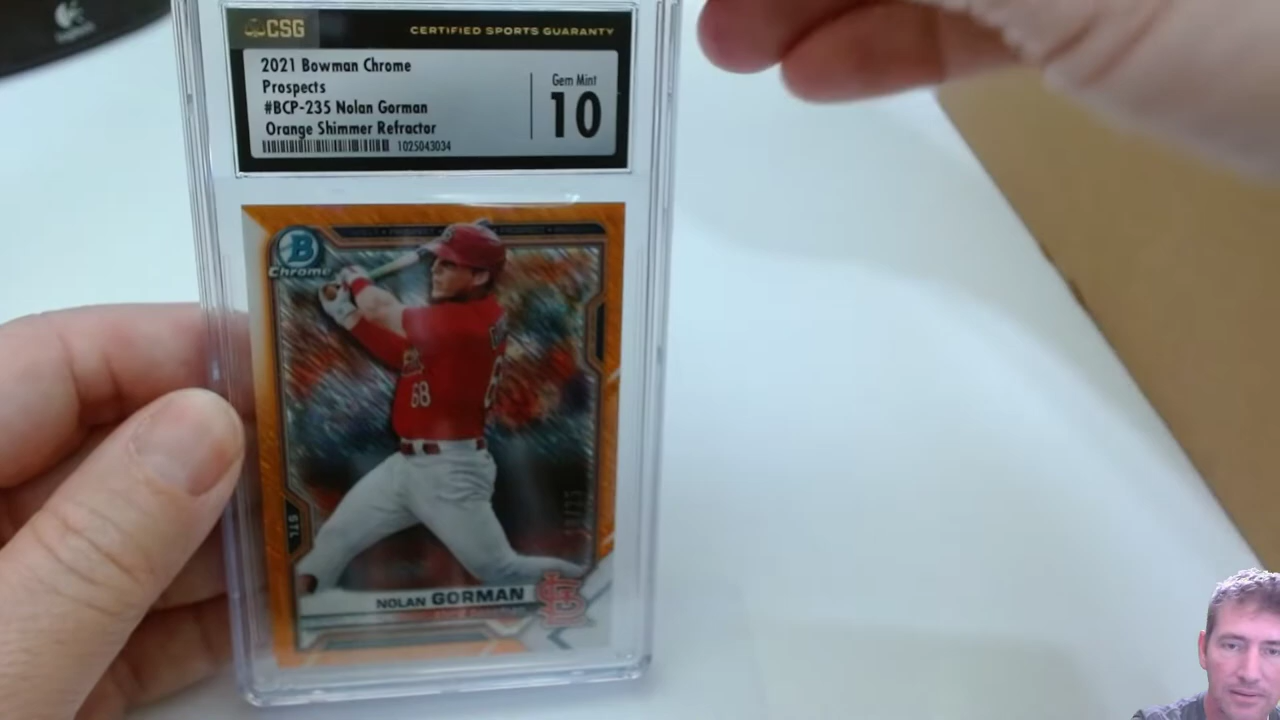 CSG
CERTIFIED SPORTS GUARANTY
2021 Bowman Chrome
Prospects
#BCP-235 Nolan Gorman
Orange Shimmer Refractor
1025043034
Gem Mint
10
B
Chrome
68
STL
NOLAN GORMAN